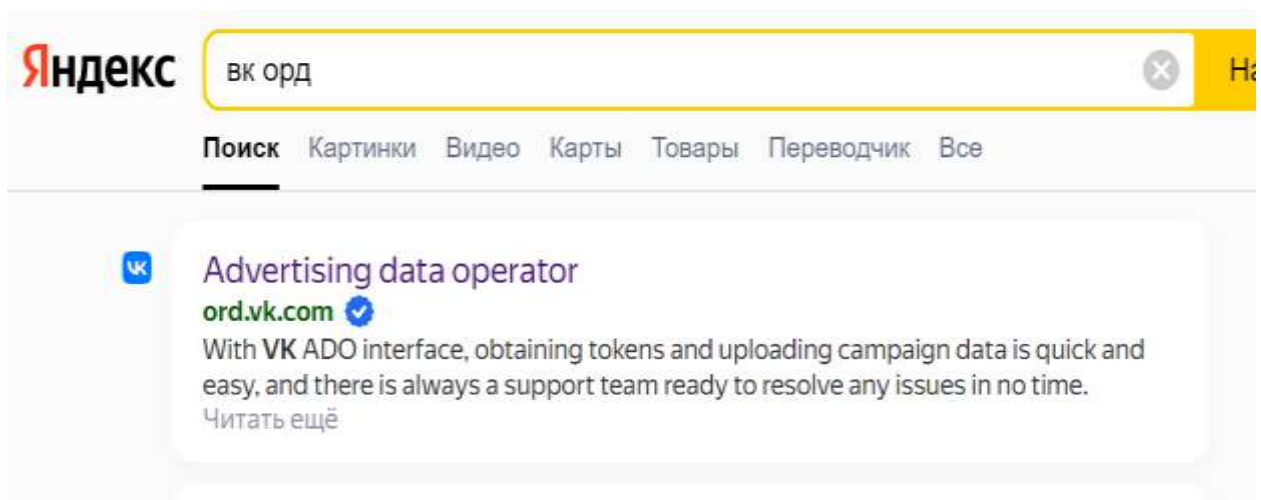 Яндекс
вк орд
Поиск Картинки Видео Карты Товары Переводчик Все
Advertising data operator
ord.vk.com
With VK ADO interface, obtaining tokens and uploading campaign data is quick and
easy, and there is always a support team ready to resolve any issues in no time.
Читать ещё